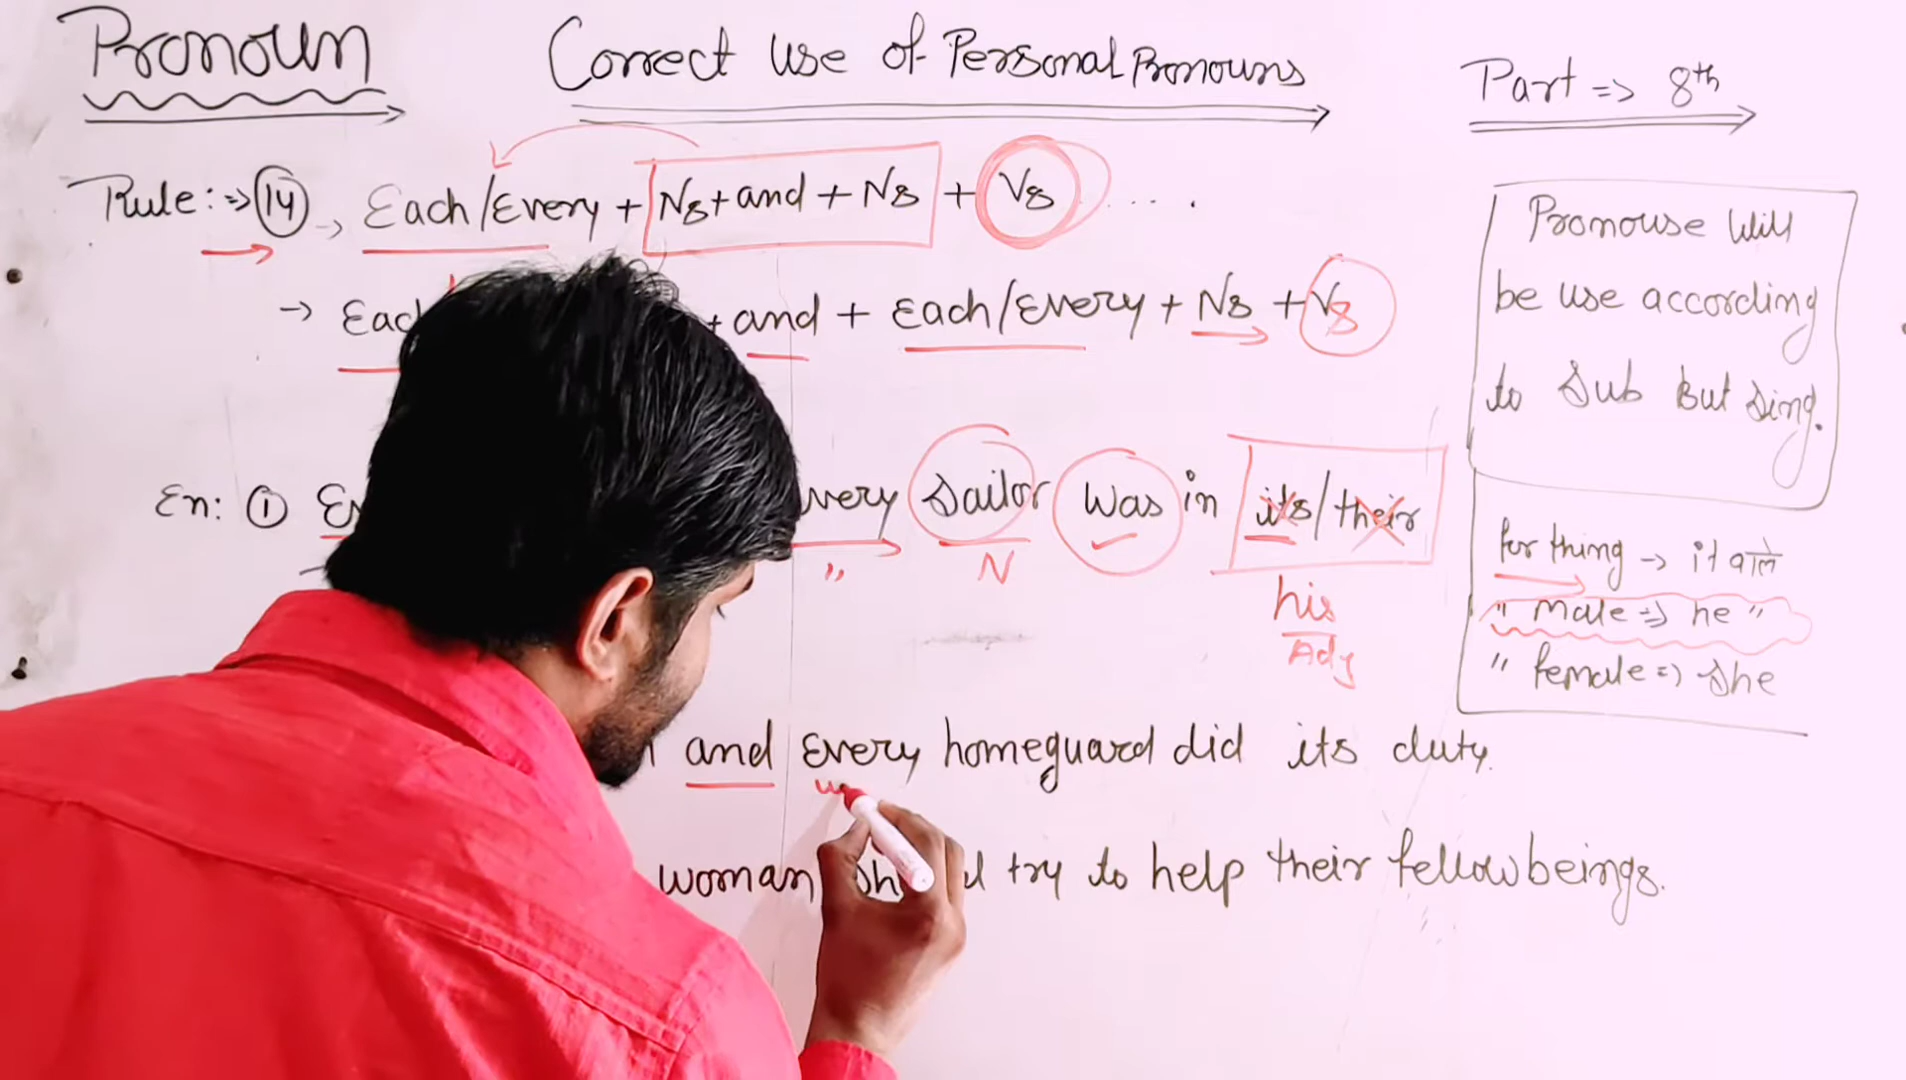 Pronoun
Correct use of Personal Pronouns
Part => 8th
Rule :=> 14 → Each/Every + Ns + and + Ns + Vs ....
→ Eac + and + Each/Every + Ns + Vs
En: ① Ev very Sailor was in its/their
" N
his
Adj
and Every homeguard did its duty.
woman sh d try to help their fellowbeings.
Pronouse will
be use according
to Sub But Sing.
for thing → it
" male => he "
" female => She